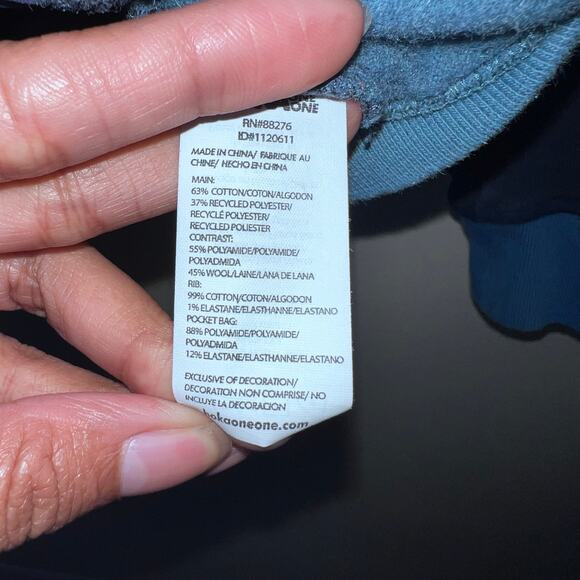 ONE
EONE
RN#88276
ID#1120611
MADE IN CHINA/ FABRIQUE AU
CHINE/ HECHO EN CHINA
MAIN:
63% COTTON/COTON/ALGODON
37% RECYCLED POLYESTER/
RECYCLÉ POLYESTER/
RECYCLED POLIESTER
CONTRAST:
55% POLYAMIDE/POLYAMIDE/
POLYADMIDA
45% WOOL/LAINE/LANA DE LANA
RIB:
99% COTTON/COTON/ALGODON
1% ELASTANE/ELASTHANNE/ELASTANO
POCKET BAG:
88% POLYAMIDE/POLYAMIDE/
POLYADMIDA
12% ELASTANE/ELASTHANNE/ELASTANO
EXCLUSIVE OF DECORATION/
DECORATION NON COMPRISE/ NO
INCLUYE LA DECORACION
hokaoneone.com